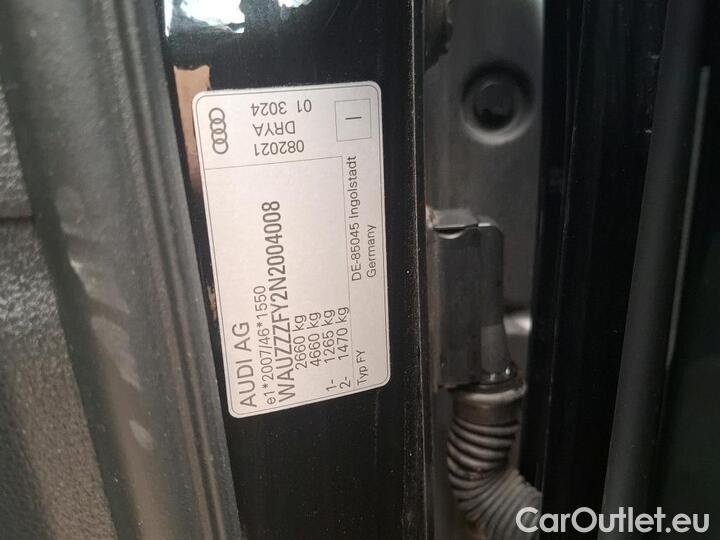 AUDI AG
e1*2007/46*1550
WAUZZZFY2N2004008
2660 kg
4660 kg
1- 1265 kg
2- 1470 kg
Typ FY
DE-85045 Ingolstadt
Germany
082021
DRYA
01 3024
I
CarOutlet.eu